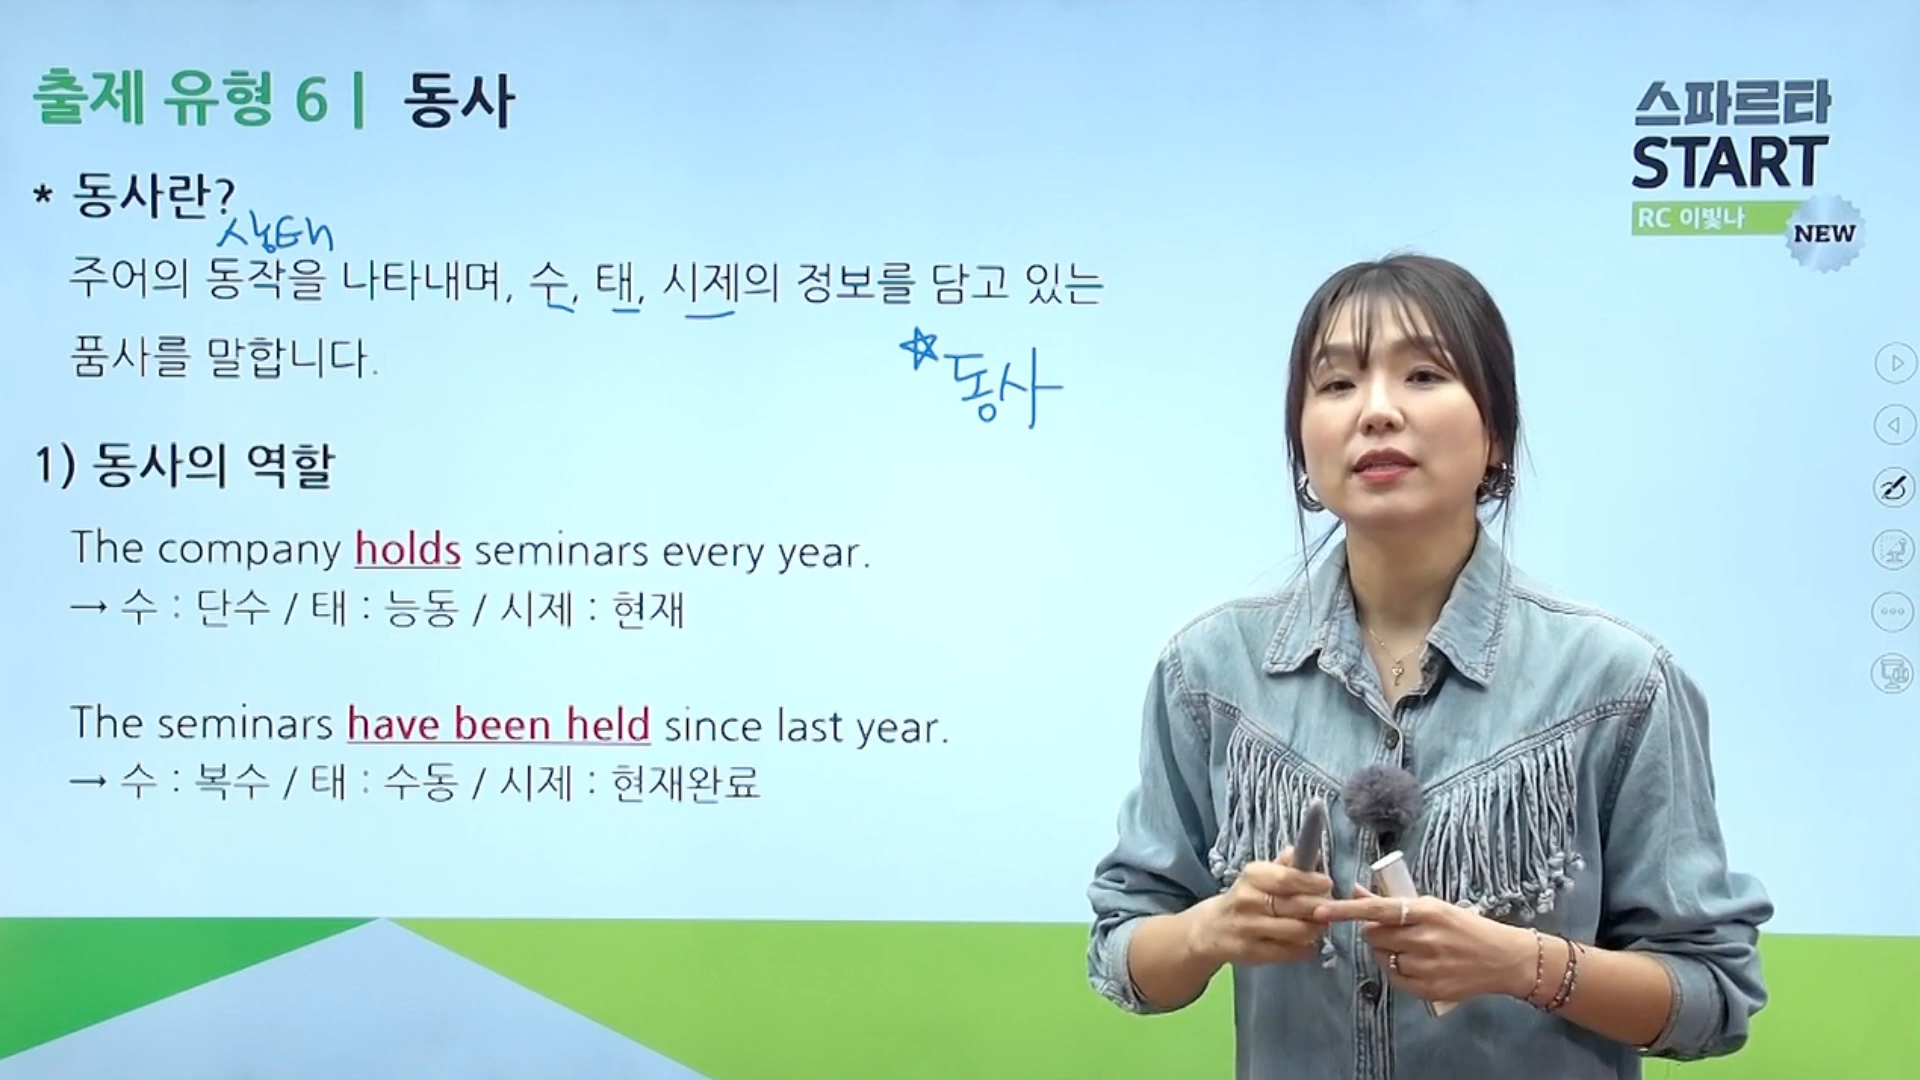 출제 유형 6 | 동사
스파르타
START
RC 이빛나
NEW
* 동사란?
상태
주어의 동작을 나타내며, 수, 태, 시제의 정보를 담고 있는
품사를 말합니다.
☆동사
1) 동사의 역할
The company holds seminars every year.
→ 수 : 단수 / 태 : 능동 / 시제 : 현재
The seminars have been held since last year.
→ 수 : 복수 / 태 : 수동 / 시제 : 현재완료